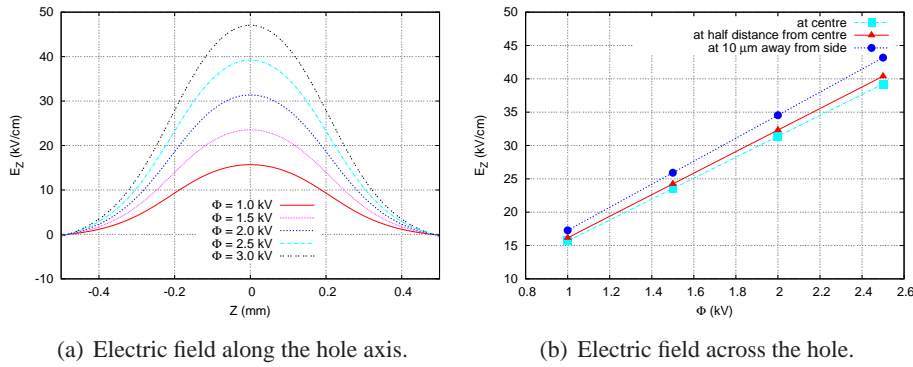 50
40
30
20
10
0
-10
E_Z (kV/cm)
Φ = 1.0 kV
Φ = 1.5 kV
Φ = 2.0 kV
Φ = 2.5 kV
Φ = 3.0 kV
-0.4 -0.2 0 0.2 0.4
Z (mm)
(a) Electric field along the hole axis.
50
45
40
35
30
25
20
15
10
E_Z (kV/cm)
at centre
at half distance from centre
at 10 μm away from side
0.8 1 1.2 1.4 1.6 1.8 2 2.2 2.4 2.6
Φ (kV)
(b) Electric field across the hole.